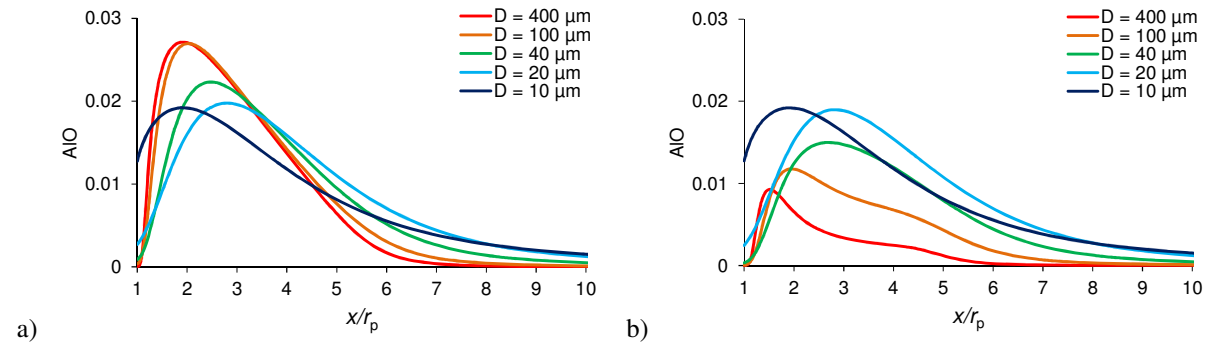 0.03
0.02
0.01
0
AIO
1 2 3 4 5 6 7 8 9 10
x/rp
D = 400 µm
D = 100 µm
D = 40 µm
D = 20 µm
D = 10 µm
a)
0.03
0.02
0.01
0
AIO
1 2 3 4 5 6 7 8 9 10
x/rp
D = 400 µm
D = 100 µm
D = 40 µm
D = 20 µm
D = 10 µm
b)